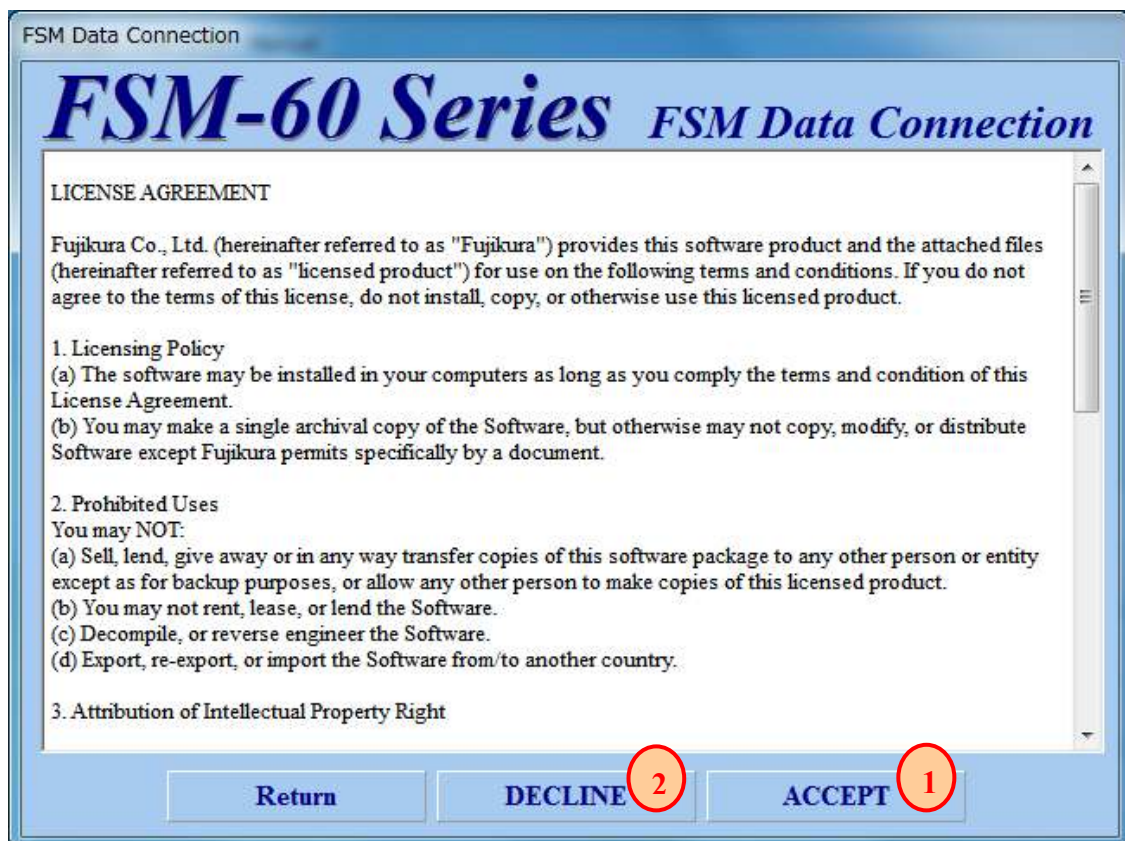 FSM Data Connection
FSM-60 Series FSM Data Connection
LICENSE AGREEMENT
Fujikura Co., Ltd. (hereinafter referred to as "Fujikura") provides this software product and the attached files
(hereinafter referred to as "licensed product") for use on the following terms and conditions. If you do not
agree to the terms of this license, do not install, copy, or otherwise use this licensed product.
1. Licensing Policy
(a) The software may be installed in your computers as long as you comply the terms and condition of this
License Agreement.
(b) You may make a single archival copy of the Software, but otherwise may not copy, modify, or distribute
Software except Fujikura permits specifically by a document.
2. Prohibited Uses
You may NOT:
(a) Sell, lend, give away or in any way transfer copies of this software package to any other person or entity
except as for backup purposes, or allow any other person to make copies of this licensed product.
(b) You may not rent, lease, or lend the Software.
(c) Decompile, or reverse engineer the Software.
(d) Export, re-export, or import the Software from/to another country.
3. Attribution of Intellectual Property Right
Return DECLINE 2 ACCEPT 1